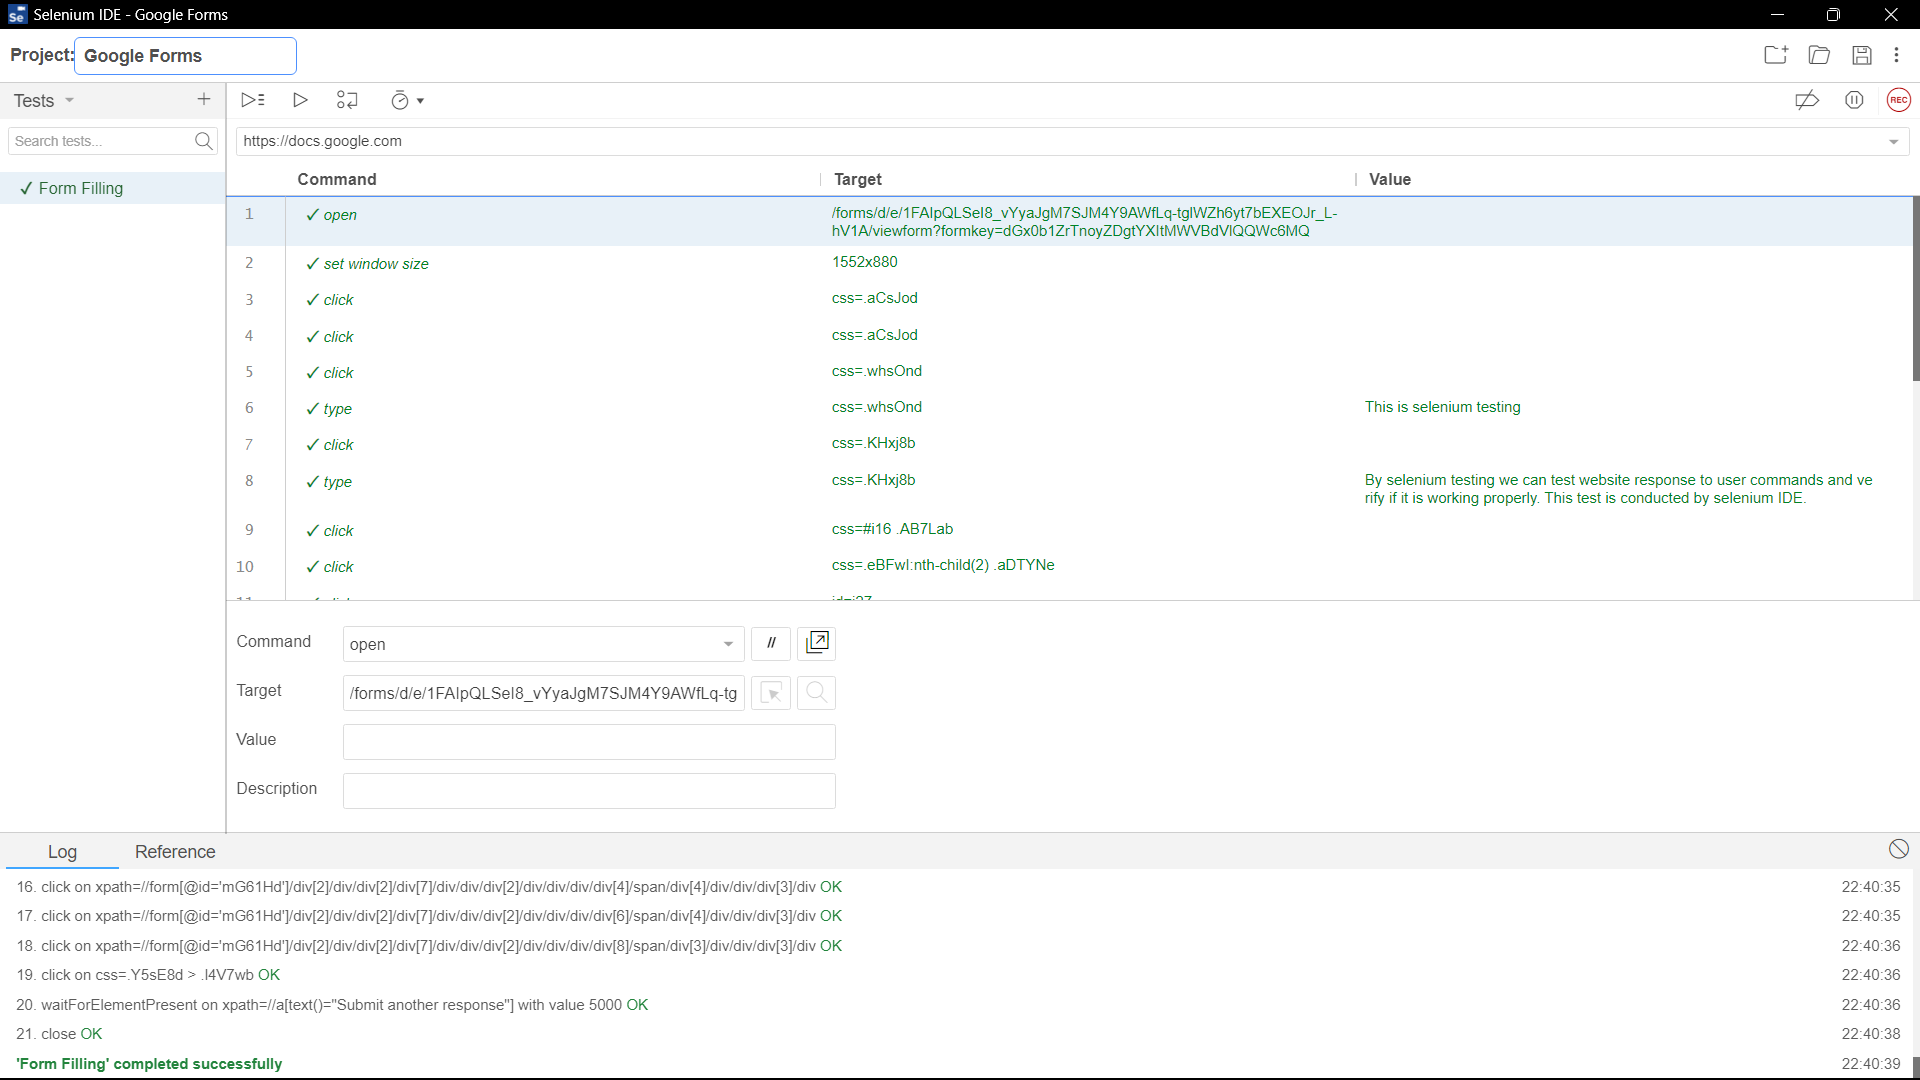 Selenium IDE - Google Forms
Project: Google Forms
Tests
Search tests...
✓ Form Filling
REC
https://docs.google.com
Command Target Value
1 ✓ open /forms/d/e/1FAIpQLSeI8_vYyaJgM7SJM4Y9AWfLq-tglWZh6yt7bEXEOJr_L-
hV1A/viewform?formkey=dGx0b1ZrTnoyZDgtYXItMWVBdVlQQWc6MQ
2 ✓ set window size 1552x880
3 ✓ click css=.aCsJod
4 ✓ click css=.aCsJod
5 ✓ click css=.whsOnd
6 ✓ type css=.whsOnd This is selenium testing
7 ✓ click css=.KHxj8b
8 ✓ type css=.KHxj8b By selenium testing we can test website response to user commands and ve
rify if it is working properly. This test is conducted by selenium IDE.
9 ✓ click css=#i16 .AB7Lab
10 ✓ click css=.eBFwI:nth-child(2) .aDTYNe
Command open //
Target /forms/d/e/1FAIpQLSeI8_vYyaJgM7SJM4Y9AWfLq-tg
Value
Description
Log Reference
16. click on xpath=//form[@id='mG61Hd']/div[2]/div/div[2]/div[7]/div/div/div[2]/div/div/div/div[4]/span/div[4]/div/div/div[3]/div OK 22:40:35
17. click on xpath=//form[@id='mG61Hd']/div[2]/div/div[2]/div[7]/div/div/div[2]/div/div/div/div[6]/span/div[4]/div/div/div[3]/div OK 22:40:35
18. click on xpath=//form[@id='mG61Hd']/div[2]/div/div[2]/div[7]/div/div/div[2]/div/div/div/div[8]/span/div[3]/div/div/div[3]/div OK 22:40:36
19. click on css=.Y5sE8d > .l4V7wb OK 22:40:36
20. waitForElementPresent on xpath=//a[text()="Submit another response"] with value 5000 OK 22:40:36
21. close OK 22:40:38
'Form Filling' completed successfully 22:40:39